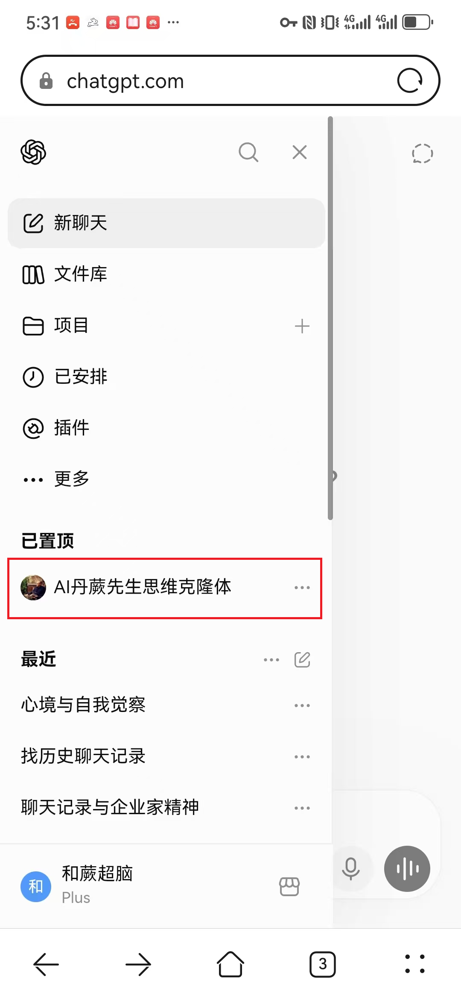 5:31
4G
4G
chatgpt.com
新聊天
文件库
项目
已安排
插件
更多
已置顶
AI丹蕨先生思维克隆体
最近
心境与自我觉察
找历史聊天记录
聊天记录与企业家精神
和
和蕨超脑
Plus
3